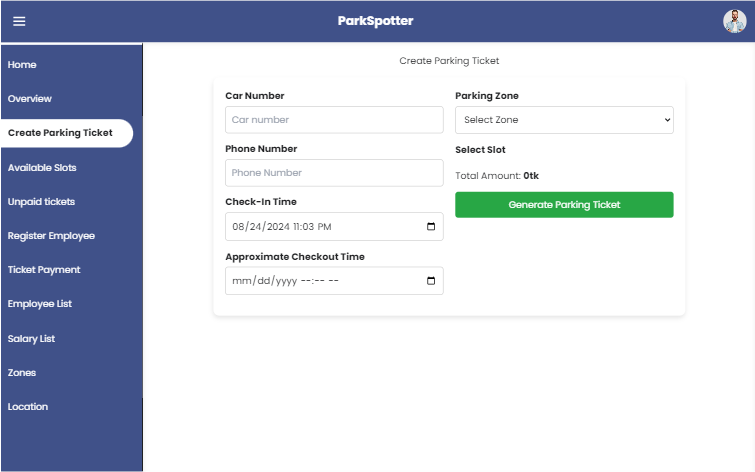 ParkSpotter
Home
Overview
Create Parking Ticket
Available Slots
Unpaid tickets
Register Employee
Ticket Payment
Employee List
Salary List
Zones
Location
Create Parking Ticket
Car Number
Car number
Phone Number
Phone Number
Check-In Time
08/24/2024 11:03 PM
Approximate Checkout Time
mm/dd/yyyy --:-- --
Parking Zone
Select Zone
Select Slot
Total Amount: 0tk
Generate Parking Ticket